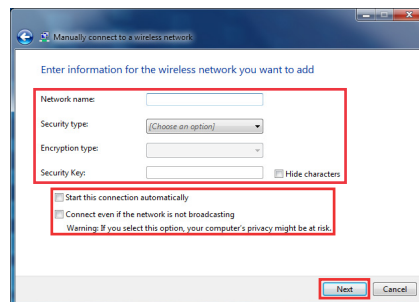 Manually connect to a wireless network
Enter information for the wireless network you want to add
Network name:
Security type:
[Choose an option]
Encryption type:
Security Key:
Hide characters
Start this connection automatically
Connect even if the network is not broadcasting
Warning: If you select this option, your computer's privacy might be at risk.
Next
Cancel